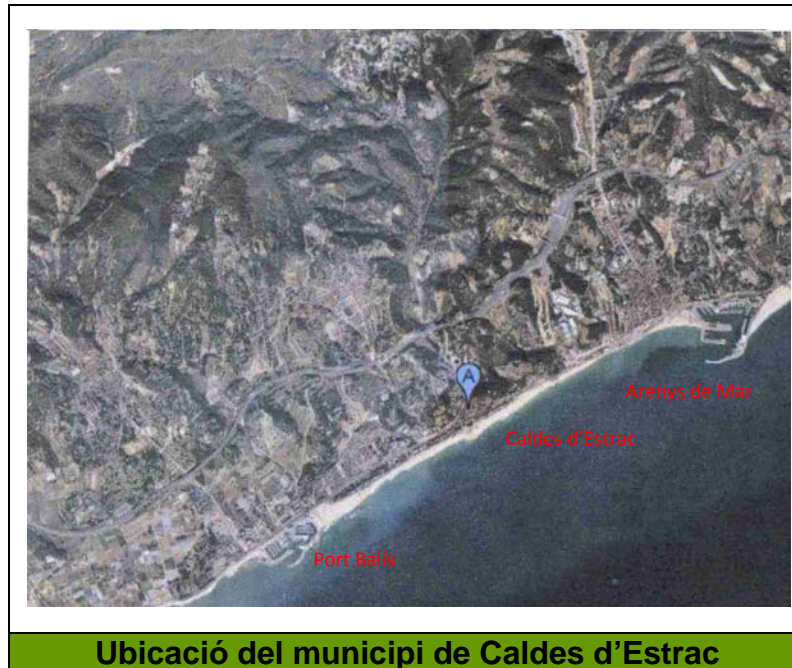 A
Arenys de Mar
Caldes d'Estrac
Port Balís
Ubicació del municipi de Caldes d'Estrac